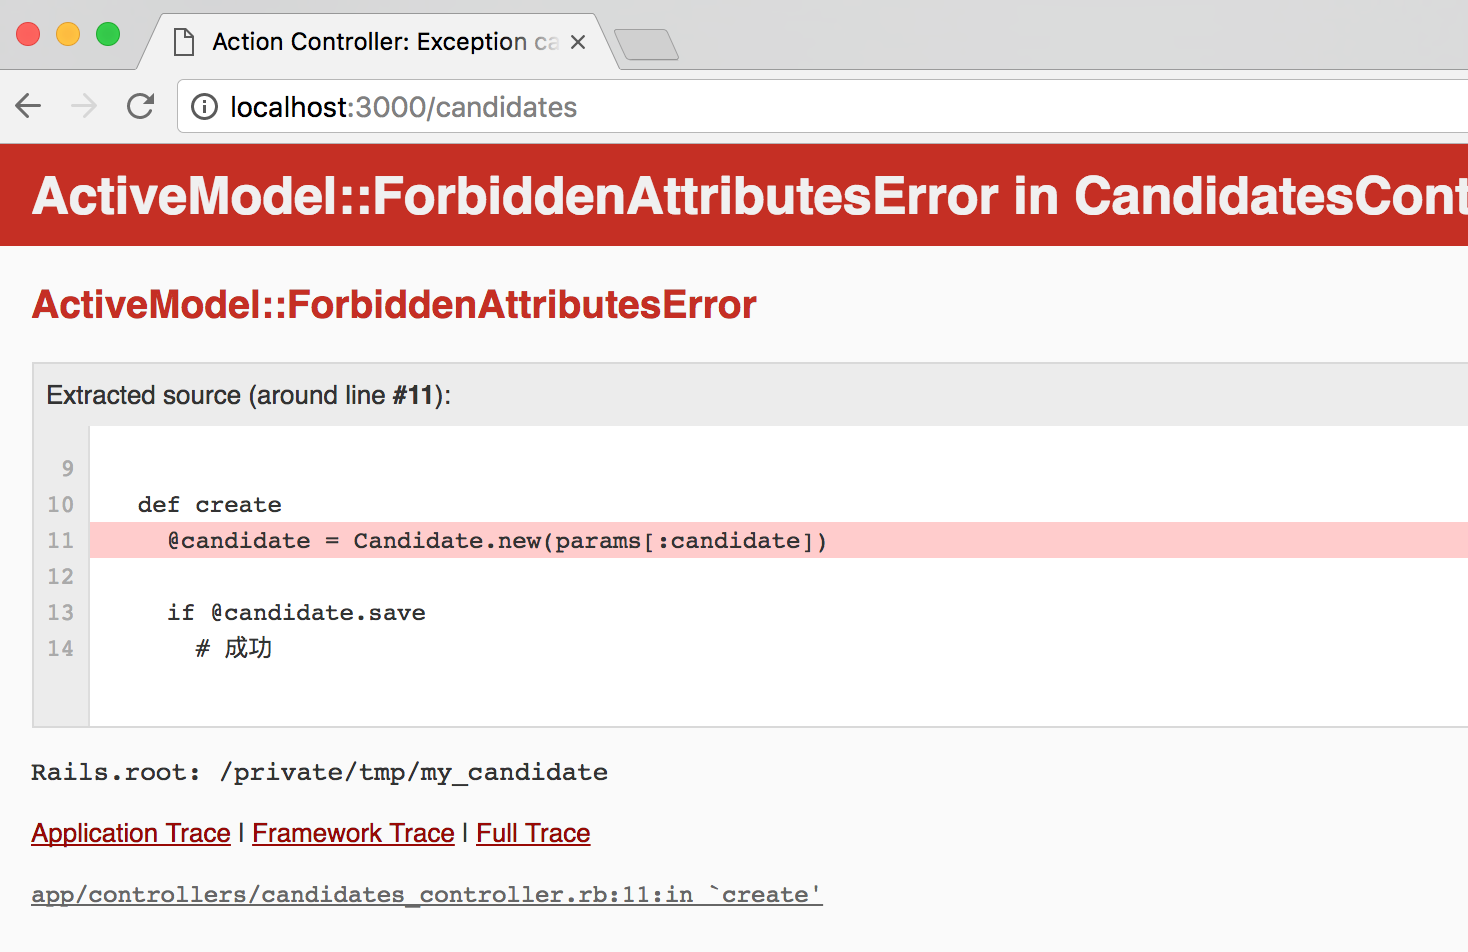 Action Controller: Exception ca
localhost:3000/candidates
ActiveModel::ForbiddenAttributesError in CandidatesCont
ActiveModel::ForbiddenAttributesError
Extracted source (around line #11):
9
10 def create
11 @candidate = Candidate.new(params[:candidate])
12
13 if @candidate.save
14 # 成功
Rails.root: /private/tmp/my_candidate
Application Trace | Framework Trace | Full Trace
app/controllers/candidates_controller.rb:11:in `create'